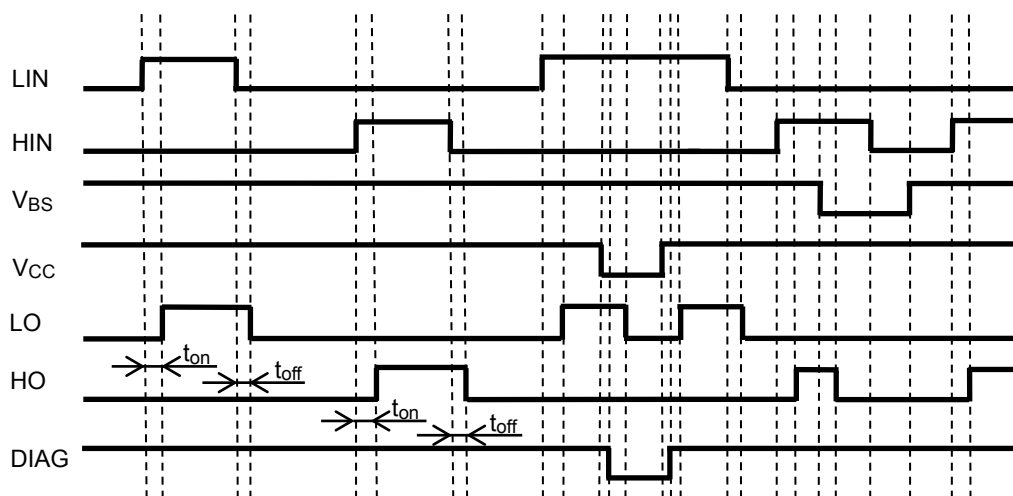 LIN
HIN
VBS
VCC
LO
ton
toff
HO
ton
toff
DIAG